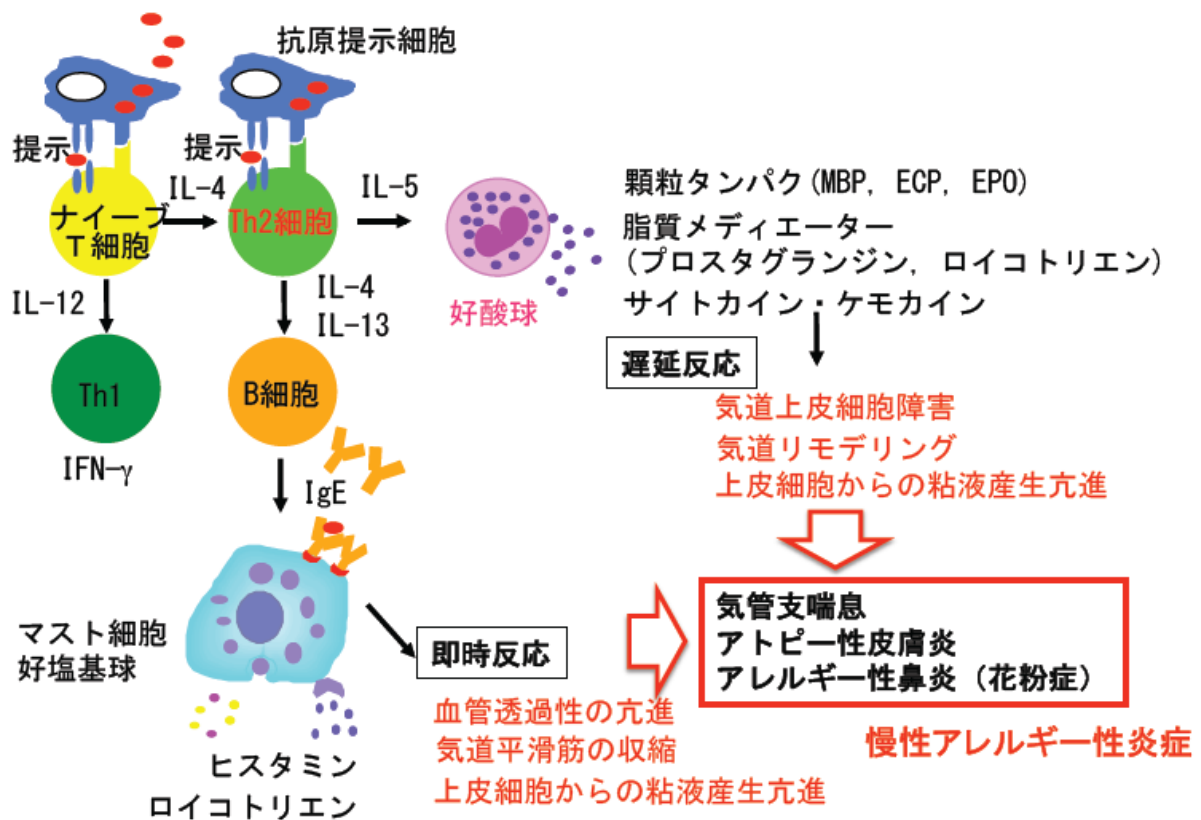 抗原提示細胞
提示
提示
IL-4
IL-5
ナイーブ
T細胞
Th2細胞
好酸球
顆粒タンパク(MBP, ECP, EPO)
脂質メディエーター
(プロスタグランジン, ロイコトリエン)
サイトカイン・ケモカイン
IL-12
IL-4
IL-13
Th1
B細胞
IFN-γ
IgE
遅延反応
気道上皮細胞障害
気道リモデリング
上皮細胞からの粘液産生亢進
マスト細胞
好塩基球
即時反応
血管透過性の亢進
気道平滑筋の収縮
上皮細胞からの粘液産生亢進
ヒスタミン
ロイコトリエン
気管支喘息
アトピー性皮膚炎
アレルギー性鼻炎（花粉症）
慢性アレルギー性炎症